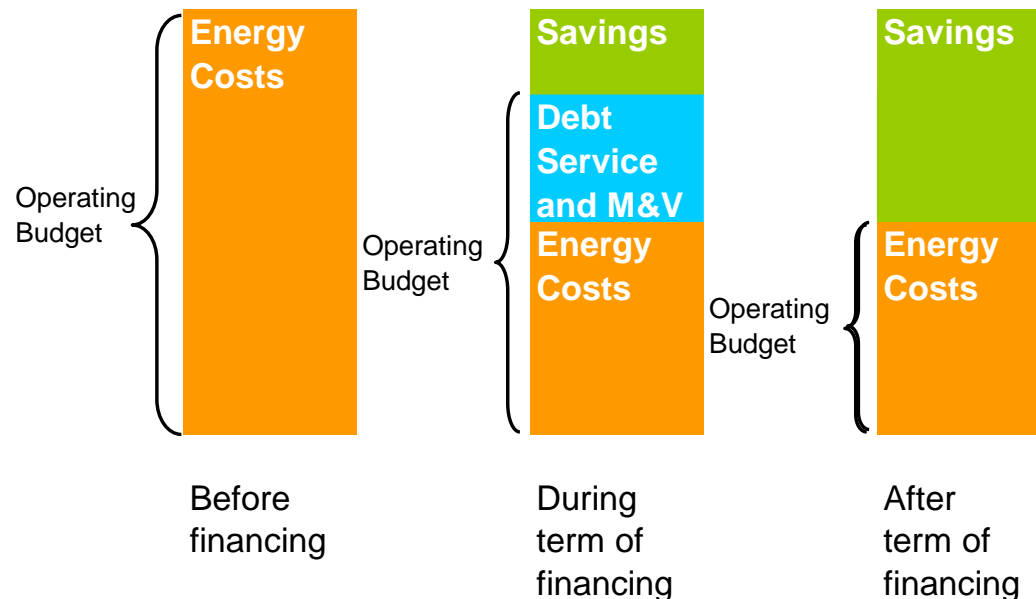 Energy
Costs
Operating
Budget
Before
financing
Savings
Debt
Service
and M&V
Energy
Costs
Operating
Budget
During
term of
financing
Savings
Energy
Costs
Operating
Budget
After
term of
financing